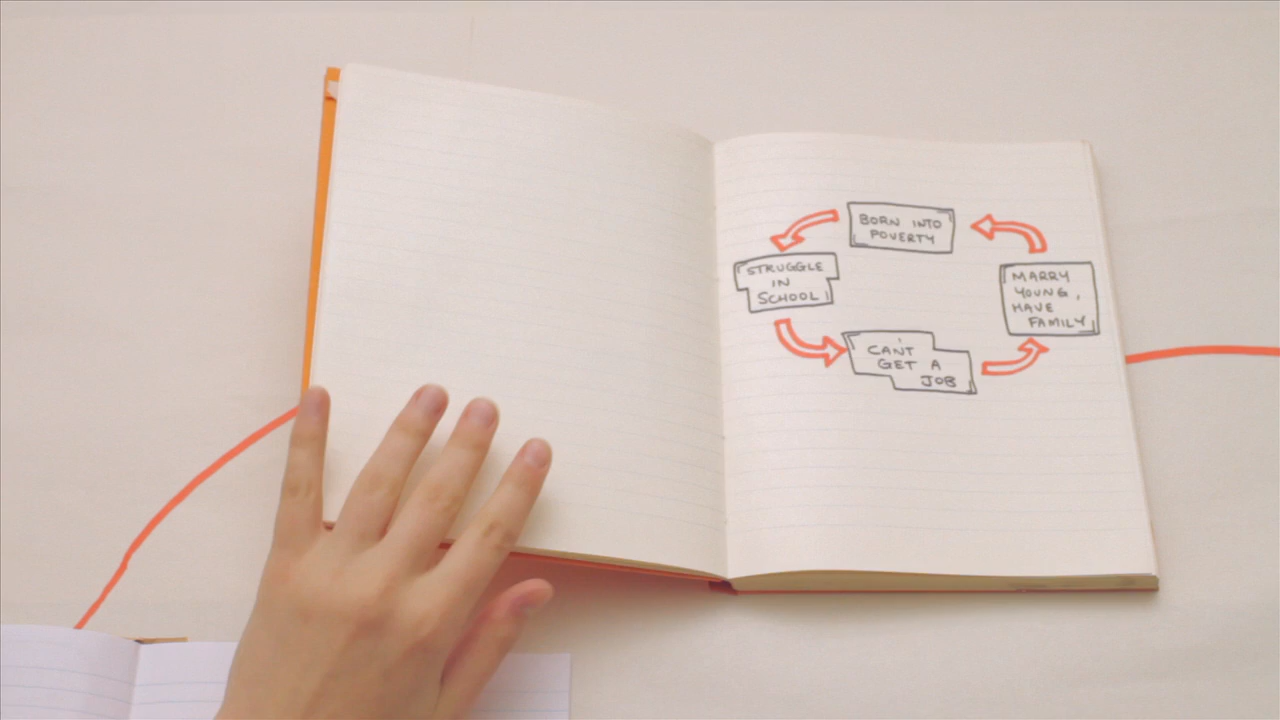 BORN INTO
POVERTY
STRUGGLE
IN
SCHOOL
CAN'T
GET A
JOB
MARRY
YOUNG,
HAVE
FAMILY